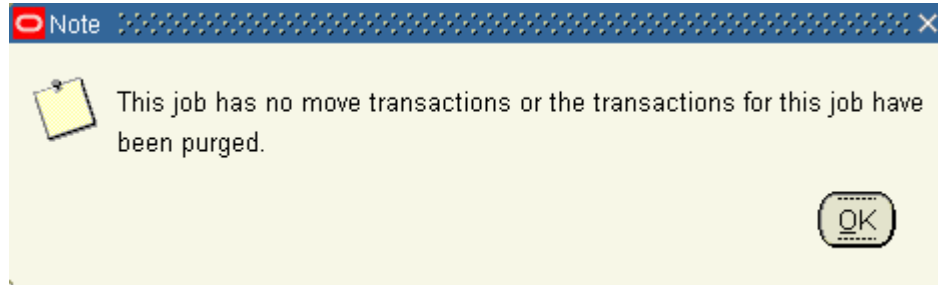 Note
This job has no move transactions or the transactions for this job have
been purged.
OK